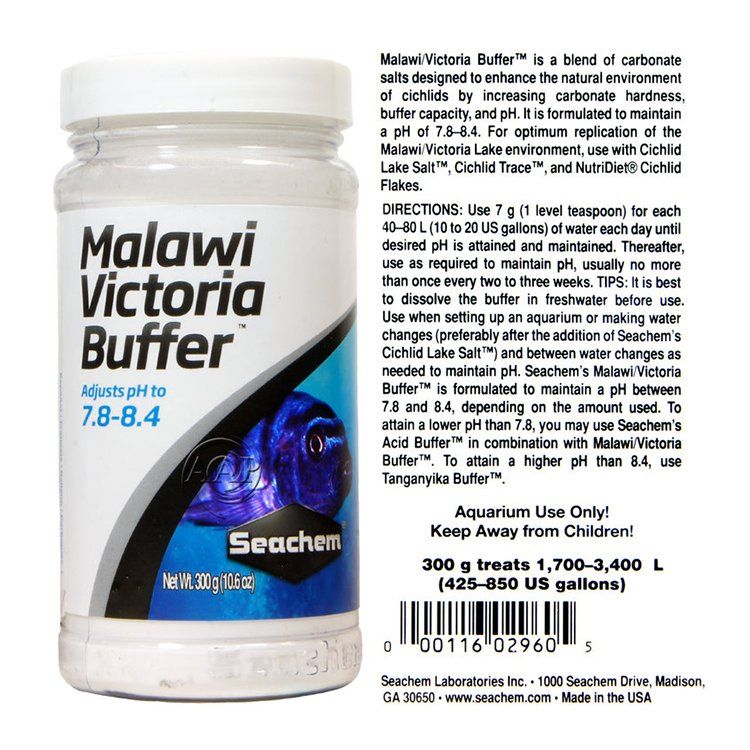 Malawi
Victoria
Buffer™
Adjusts pH to
7.8-8.4
AAP
Seachem®
Net Wt. 300 g (10.6 oz)
Malawi/Victoria Buffer™ is a blend of carbonate
salts designed to enhance the natural environment
of cichlids by increasing carbonate hardness,
buffer capacity, and pH. It is formulated to maintain
a pH of 7.8–8.4. For optimum replication of the
Malawi/Victoria Lake environment, use with Cichlid
Lake Salt™, Cichlid Trace™, and NutriDiet® Cichlid
Flakes.
DIRECTIONS: Use 7 g (1 level teaspoon) for each
40–80 L (10 to 20 US gallons) of water each day until
desired pH is attained and maintained. Thereafter,
use as required to maintain pH, usually no more
than once every two to three weeks. TIPS: It is best
to dissolve the buffer in freshwater before use.
Use when setting up an aquarium or making water
changes (preferably after the addition of Seachem's
Cichlid Lake Salt™) and between water changes as
needed to maintain pH. Seachem's Malawi/Victoria
Buffer™ is formulated to maintain a pH between
7.8 and 8.4, depending on the amount used. To
attain a lower pH than 7.8, you may use Seachem's
Acid Buffer™ in combination with Malawi/Victoria
Buffer™. To attain a higher pH than 8.4, use
Tanganyika Buffer™.
Aquarium Use Only!
Keep Away from Children!
300 g treats 1,700–3,400 L
(425–850 US gallons)
0 00116 02960 5
Seachem Laboratories Inc. • 1000 Seachem Drive, Madison,
GA 30650 • www.seachem.com • Made in the USA